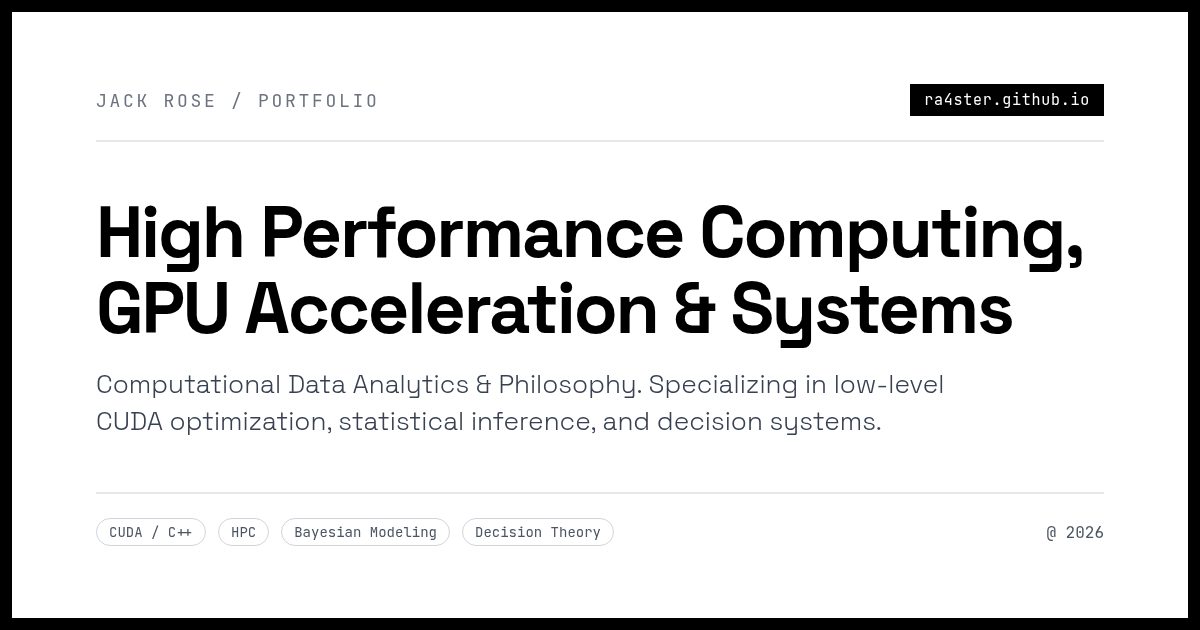 JACK ROSE / PORTFOLIO
ra4ster.github.io
High Performance Computing,
GPU Acceleration & Systems
Computational Data Analytics & Philosophy. Specializing in low-level
CUDA optimization, statistical inference, and decision systems.
CUDA / C++
HPC
Bayesian Modeling
Decision Theory
@ 2026